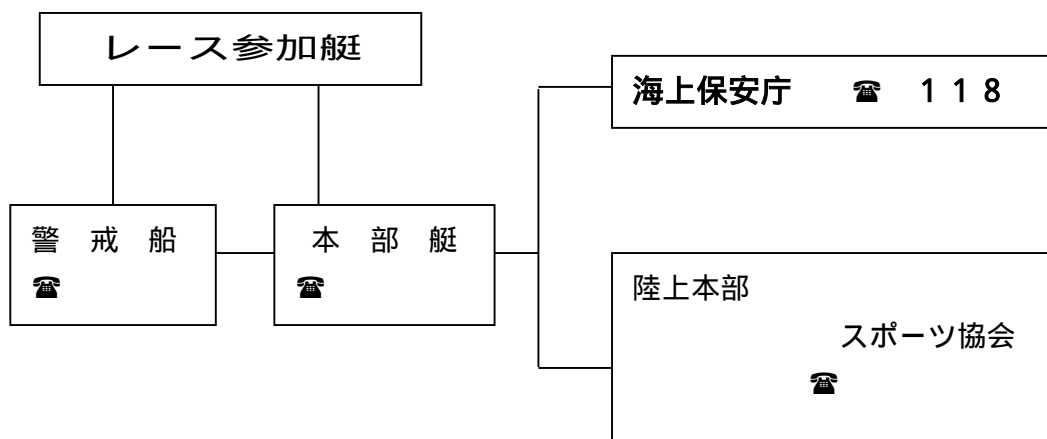 レース参加艇
海上保安庁　　☎　１１８
警　戒　船
☎
本　部　艇
☎
陸上本部
スポーツ協会
☎